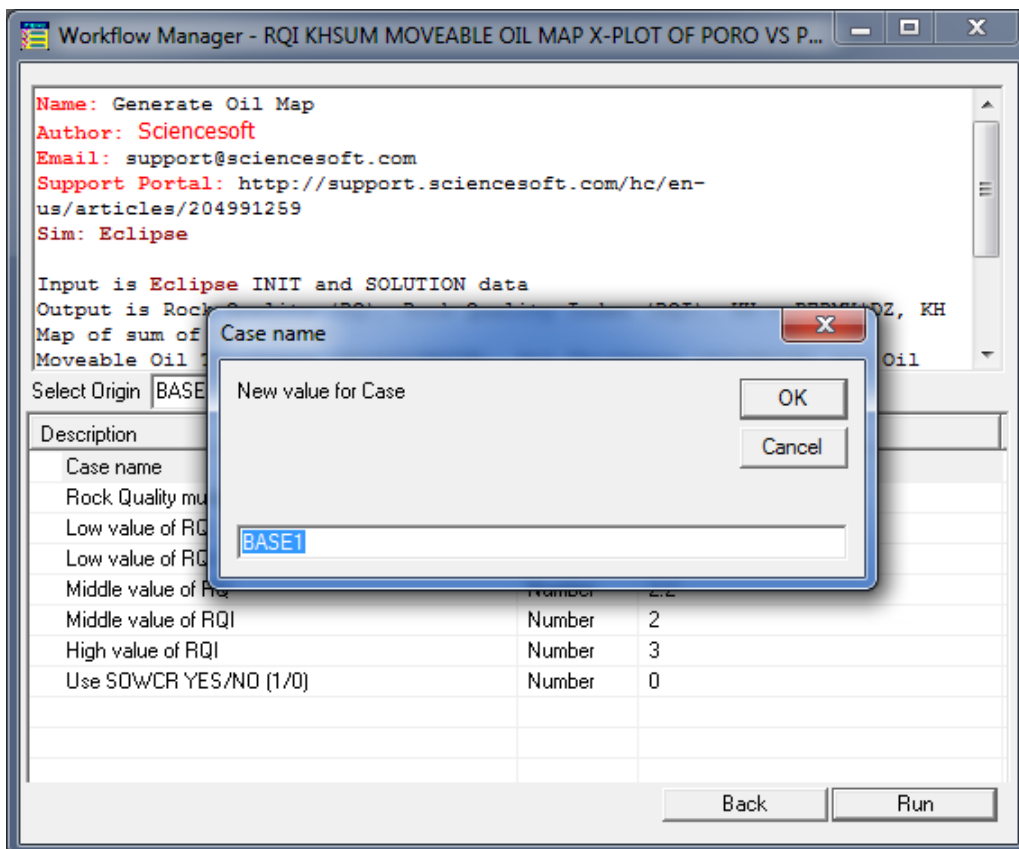 Workflow Manager - RQI KHSUM MOVEABLE OIL MAP X-PLOT OF PORO VS P...
Name: Generate Oil Map
Author: Sciencesoft
Email: support@sciencesoft.com
Support Portal: http://support.sciencesoft.com/hc/en-
us/articles/204991259
Sim: Eclipse
Input is Eclipse INIT and SOLUTION data
Output is Rock KH
Map of sum of
Moveable Oil Oil
Select Origin BASE
Case name
New value for Case
OK
Cancel
BASE1
Description
Case name
Rock Quality mu
Low value of RQ
Low value of RQ
Middle value of RQ Number 2.2
Middle value of RQI Number 2
High value of RQI Number 3
Use SOWCR YES/NO (1/0) Number 0
Back Run